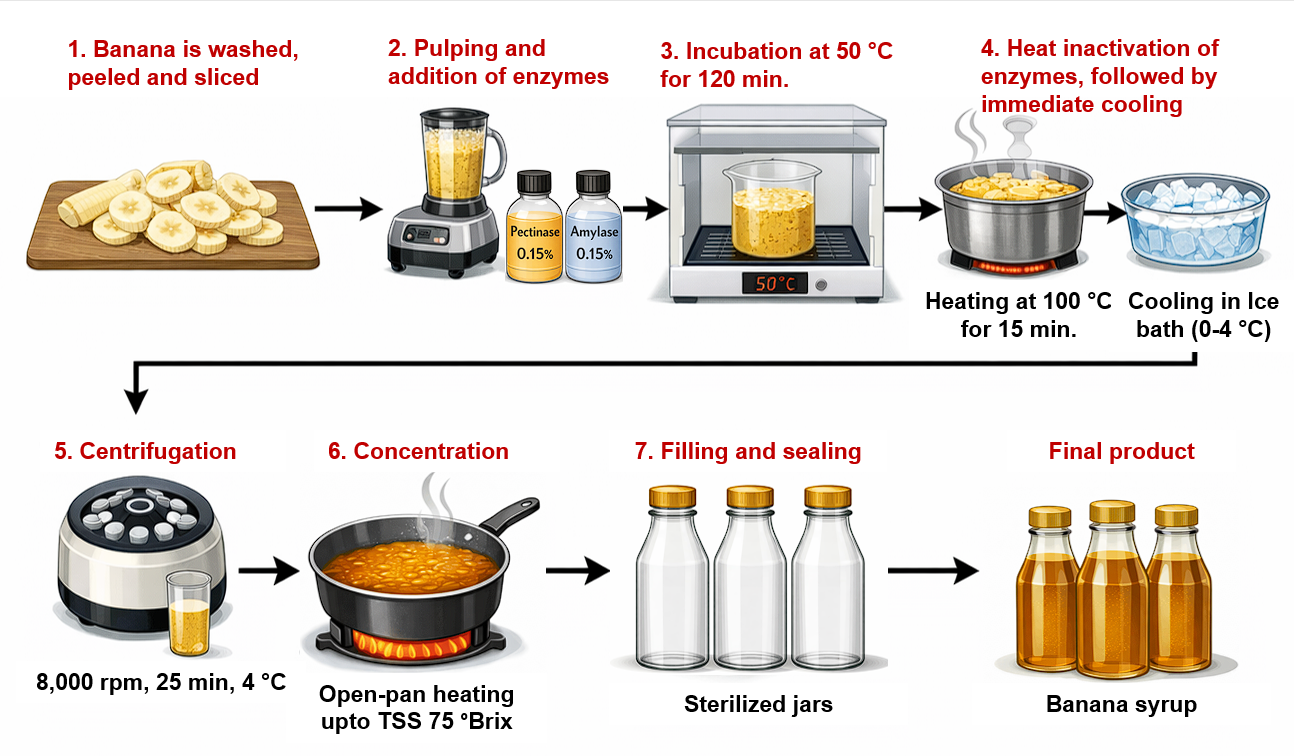 1. Banana is washed,
peeled and sliced
2. Pulping and
addition of enzymes
3. Incubation at 50 °C
for 120 min.
4. Heat inactivation of
enzymes, followed by
immediate cooling
Pectinase
0.15%
Amylase
0.15%
50°C
Heating at 100 °C
for 15 min.
Cooling in Ice
bath (0-4 °C)
5. Centrifugation
6. Concentration
7. Filling and sealing
Final product
8,000 rpm, 25 min, 4 °C
Open-pan heating
upto TSS 75 °Brix
Sterilized jars
Banana syrup